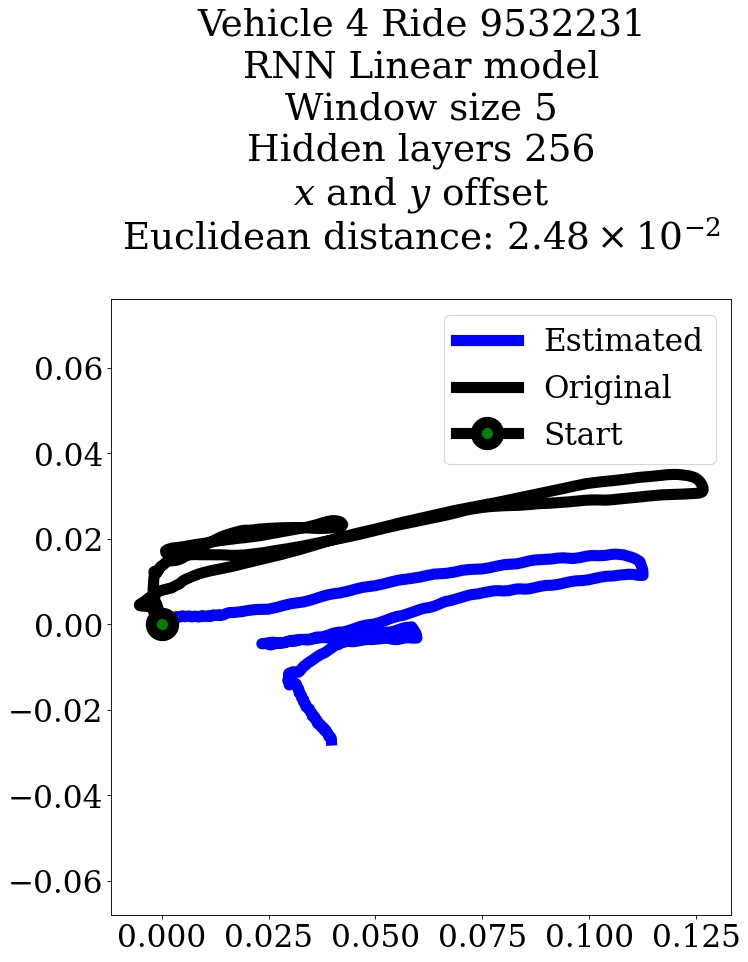 Vehicle 4 Ride 9532231
RNN Linear model
Window size 5
Hidden layers 256
x and y offset
Euclidean distance: 2.48 × 10⁻²
Estimated
Original
Start
0.06
0.04
0.02
0.00
−0.02
−0.04
−0.06
0.000 0.025 0.050 0.075 0.100 0.125